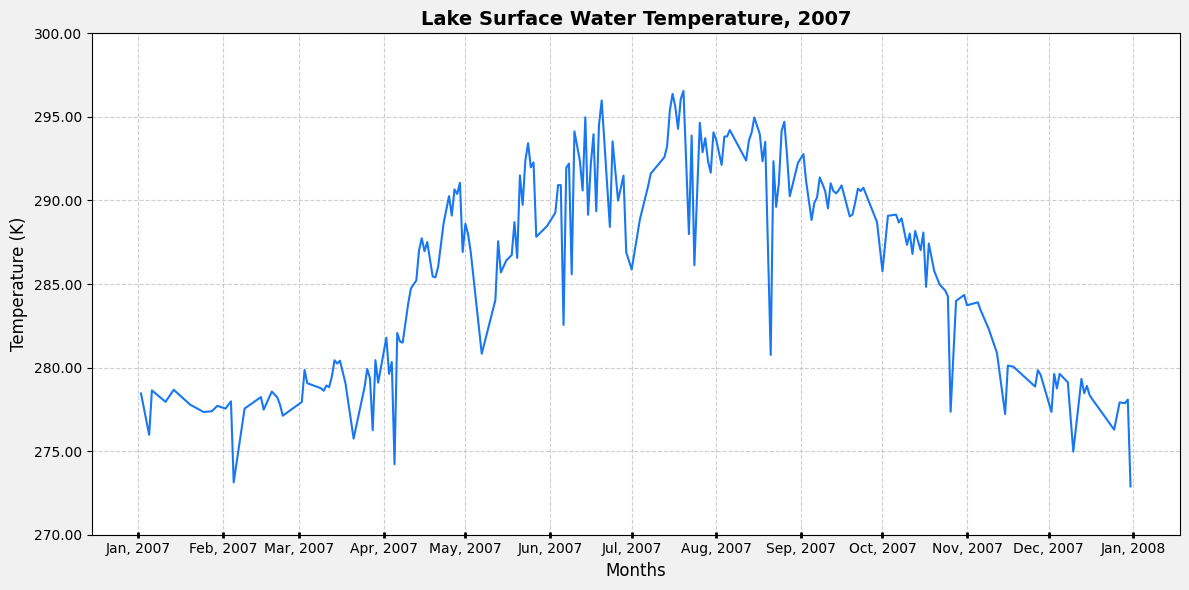 Lake Surface Water Temperature, 2007
300.00
295.00
290.00
285.00
280.00
275.00
270.00
Temperature (K)
Jan, 2007 Feb, 2007 Mar, 2007 Apr, 2007 May, 2007 Jun, 2007 Jul, 2007 Aug, 2007 Sep, 2007 Oct, 2007 Nov, 2007 Dec, 2007 Jan, 2008
Months